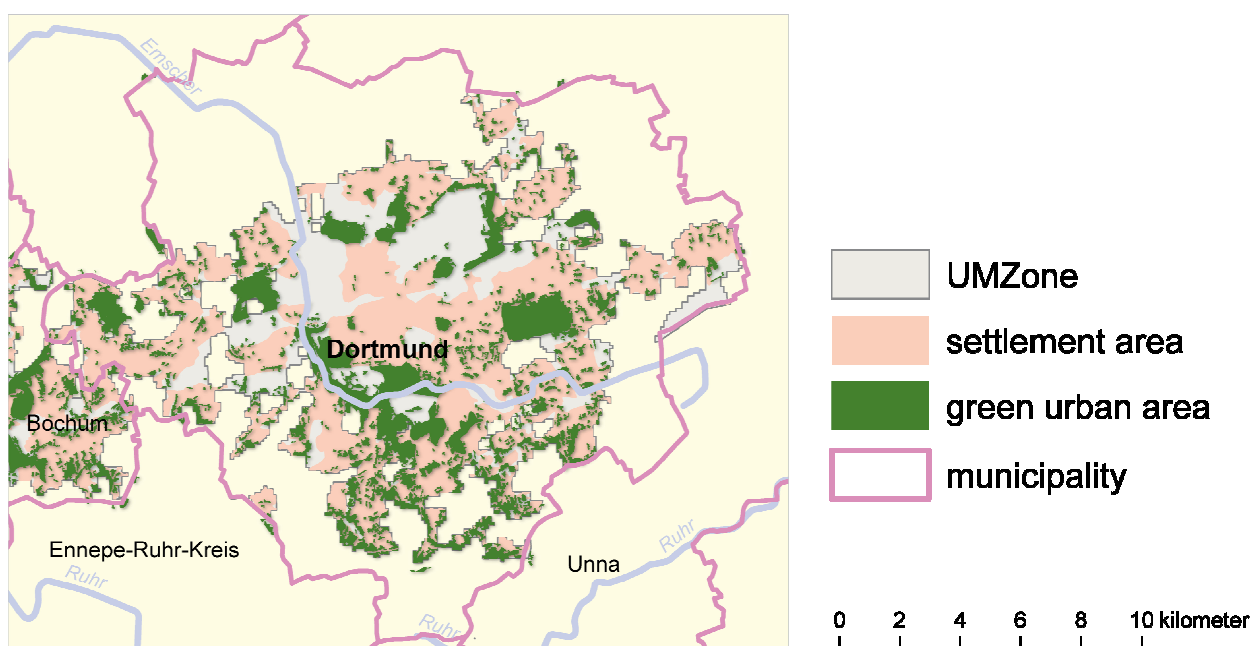 Emscher
Dortmund
Bochum
Ennepe-Ruhr-Kreis
Unna
Ruhr
Ruhr
Ruhr
UMZone
settlement area
green urban area
municipality
0 2 4 6 8 10 kilometer